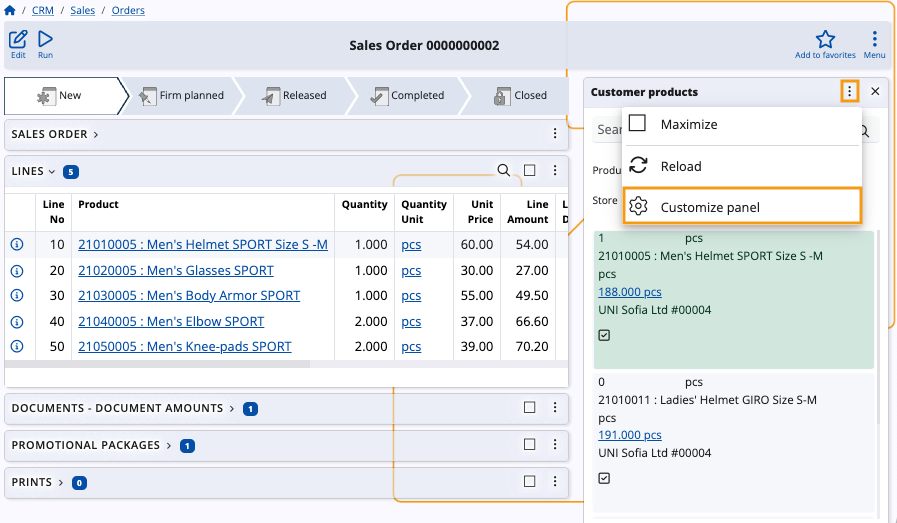 / CRM / Sales / Orders
Edit
Run
Sales Order 0000000002
Add to favorites
Menu
New
Firm planned
Released
Completed
Closed
SALES ORDER
LINES 5
Line No Product Quantity Quantity Unit Unit Price Line Amount
10 21010005 : Men's Helmet SPORT Size S -M 1.000 pcs 60.00 54.00
20 21020005 : Men's Glasses SPORT 1.000 pcs 30.00 27.00
30 21030005 : Men's Body Armor SPORT 1.000 pcs 55.00 49.50
40 21040005 : Men's Elbow SPORT 2.000 pcs 37.00 66.60
50 21050005 : Men's Knee-pads SPORT 2.000 pcs 39.00 70.20
DOCUMENTS - DOCUMENT AMOUNTS 1
PROMOTIONAL PACKAGES 1
PRINTS 0
Customer products
Maximize
Reload
Customize panel
Store
1 pcs
21010005 : Men's Helmet SPORT Size S -M
pcs
188.000 pcs
UNI Sofia Ltd #00004
0 pcs
21010011 : Ladies' Helmet GIRO Size S-M
pcs
191.000 pcs
UNI Sofia Ltd #00004